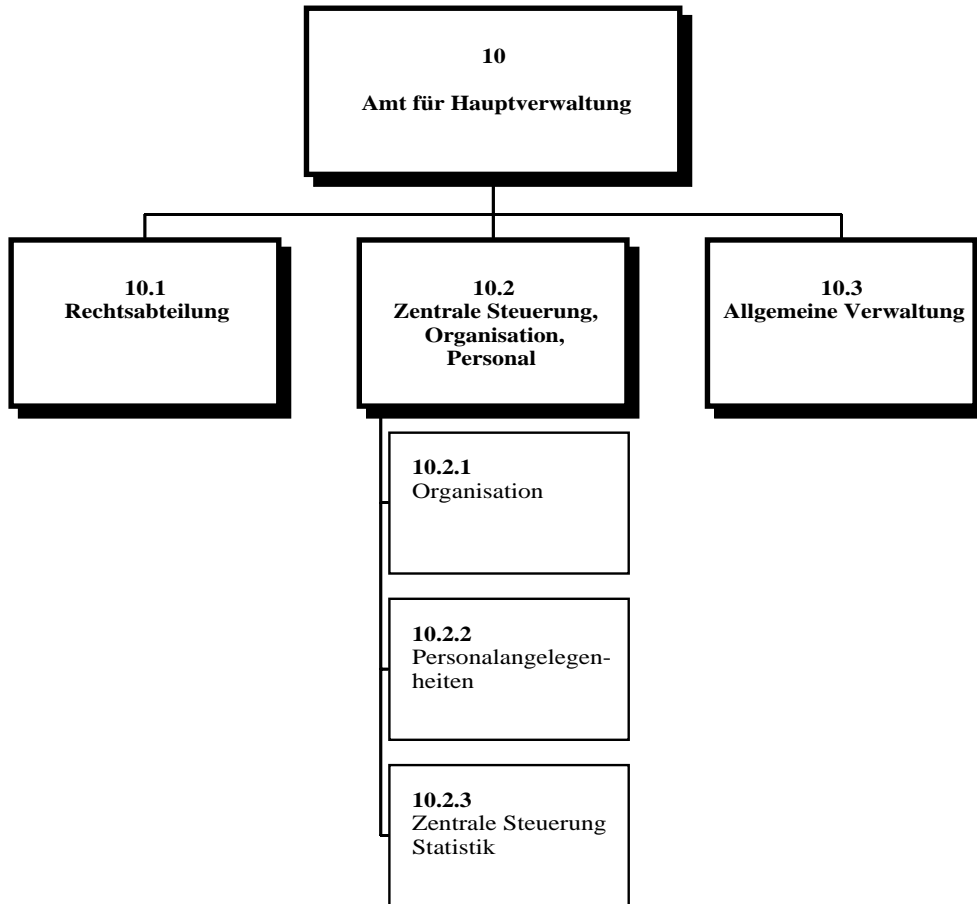 10
Amt für Hauptverwaltung
10.1
Rechtsabteilung
10.2
Zentrale Steuerung,
Organisation,
Personal
10.3
Allgemeine Verwaltung
10.2.1
Organisation
10.2.2
Personalangelegen-
heiten
10.2.3
Zentrale Steuerung
Statistik